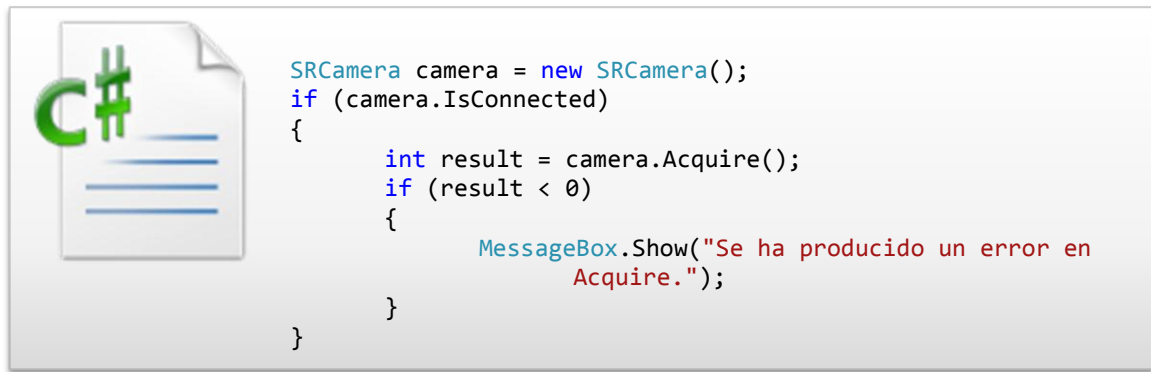 C#
SRCamera camera = new SRCamera();
if (camera.IsConnected)
{
int result = camera.Acquire();
if (result < 0)
{
MessageBox.Show("Se ha producido un error en
Acquire.");
}
}